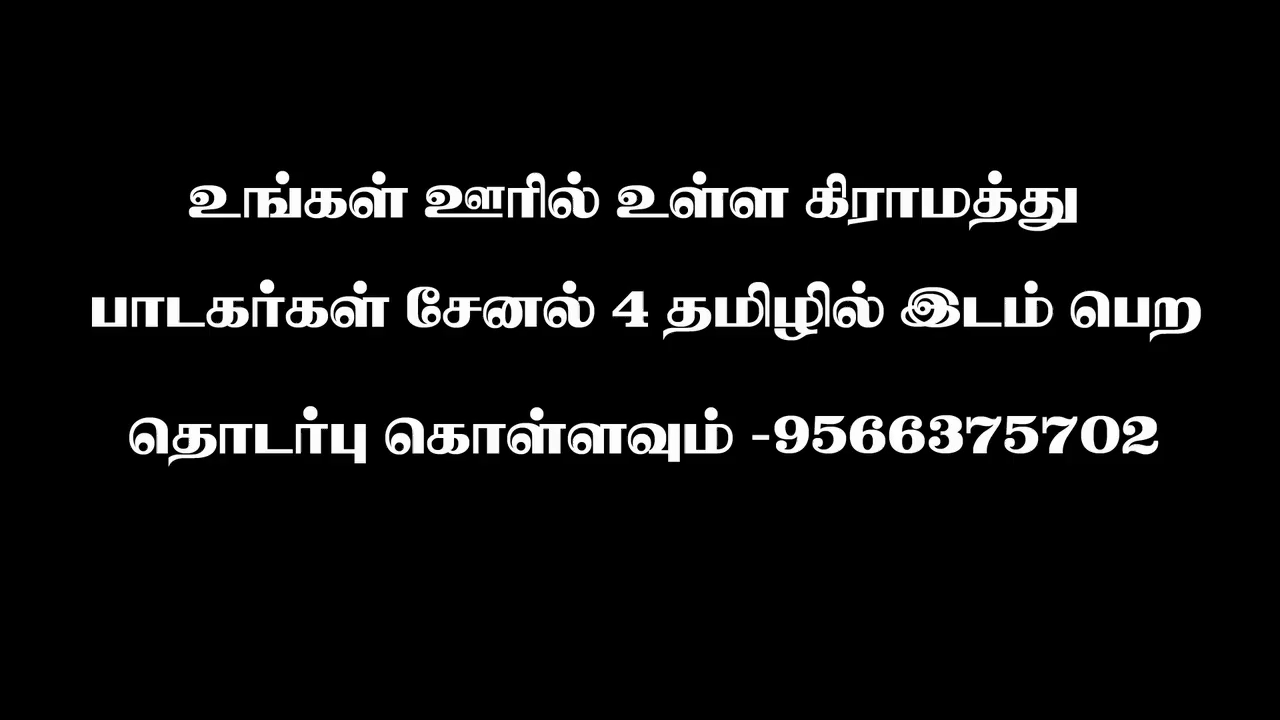 உங்கள் ஊரில் உள்ள கிராமத்து
பாடகர்கள் சேனல் 4 தமிழில் இடம் பெற
தொடர்பு கொள்ளவும் -9566375702